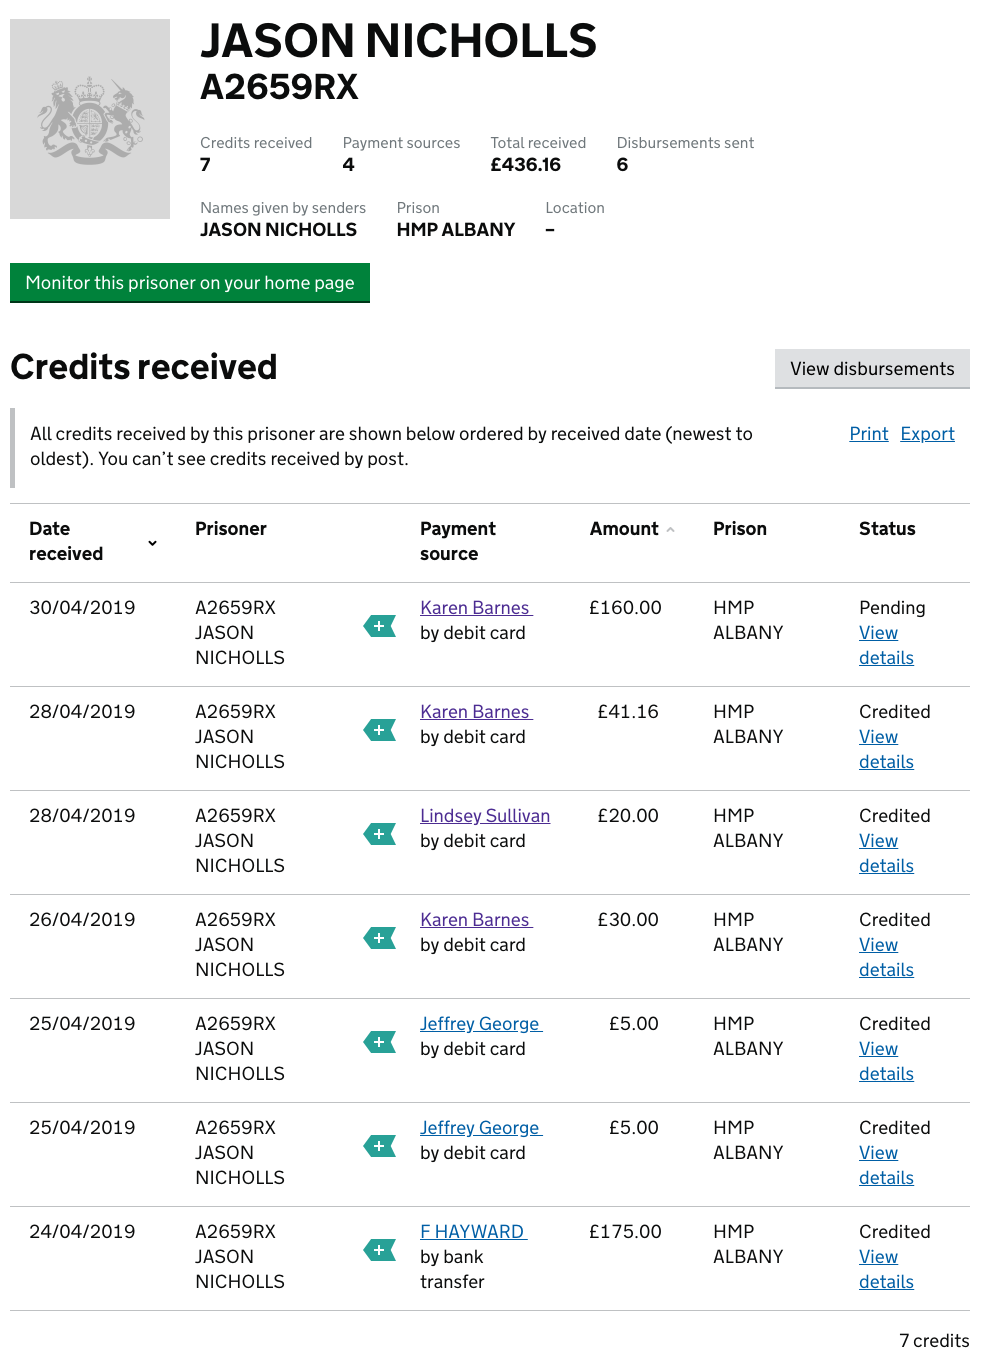 JASON NICHOLLS
A2659RX
Credits received Payment sources Total received Disbursements sent
7 4 £436.16 6
Names given by senders Prison Location
JASON NICHOLLS HMP ALBANY –
Monitor this prisoner on your home page
Credits received View disbursements
All credits received by this prisoner are shown below ordered by received date (newest to Print Export
oldest). You can’t see credits received by post.
Date Prisoner Payment Amount Prison Status
received source
30/04/2019 A2659RX Karen Barnes £160.00 HMP Pending
JASON + by debit card ALBANY View
NICHOLLS details
28/04/2019 A2659RX Karen Barnes £41.16 HMP Credited
JASON + by debit card ALBANY View
NICHOLLS details
28/04/2019 A2659RX Lindsey Sullivan £20.00 HMP Credited
JASON + by debit card ALBANY View
NICHOLLS details
26/04/2019 A2659RX Karen Barnes £30.00 HMP Credited
JASON + by debit card ALBANY View
NICHOLLS details
25/04/2019 A2659RX Jeffrey George £5.00 HMP Credited
JASON + by debit card ALBANY View
NICHOLLS details
25/04/2019 A2659RX Jeffrey George £5.00 HMP Credited
JASON + by debit card ALBANY View
NICHOLLS details
24/04/2019 A2659RX F HAYWARD £175.00 HMP Credited
JASON + by bank ALBANY View
NICHOLLS transfer details
7 credits